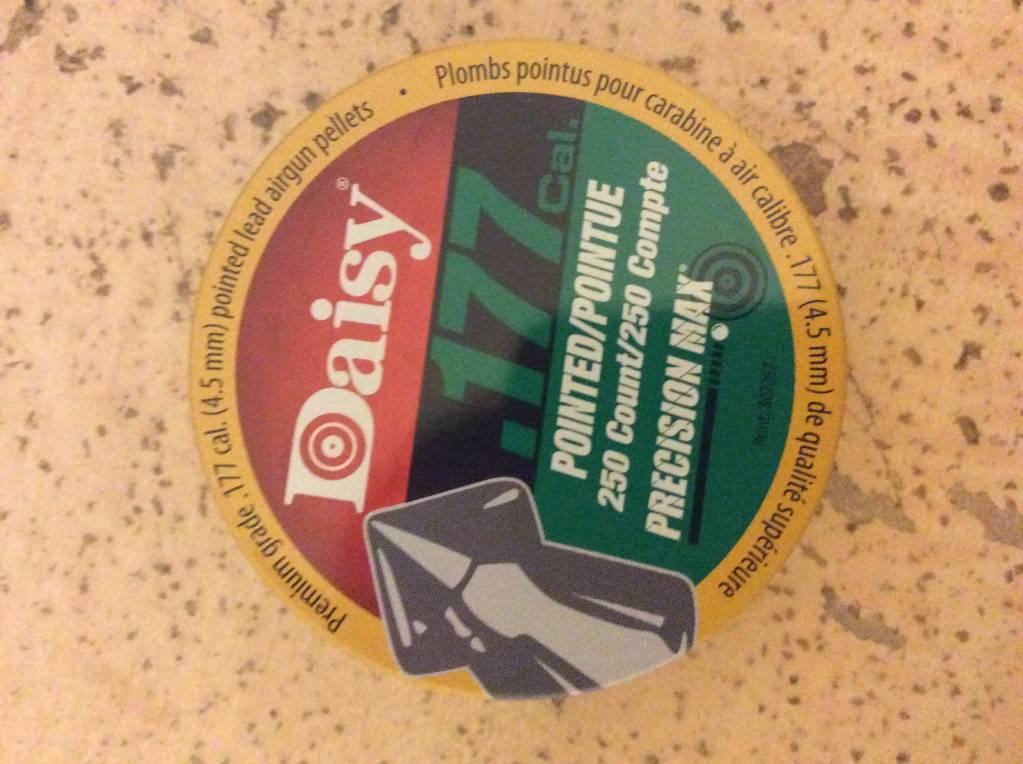 Premium grade .177 cal. (4.5 mm) pointed lead airgun pellets • Plombs pointus pour carabine à air calibre .177 (4.5 mm) de qualité supérieure
Daisy®
.177 Cal.
POINTED/POINTUE
250 Count/250 Compte
PRECISION MAX®